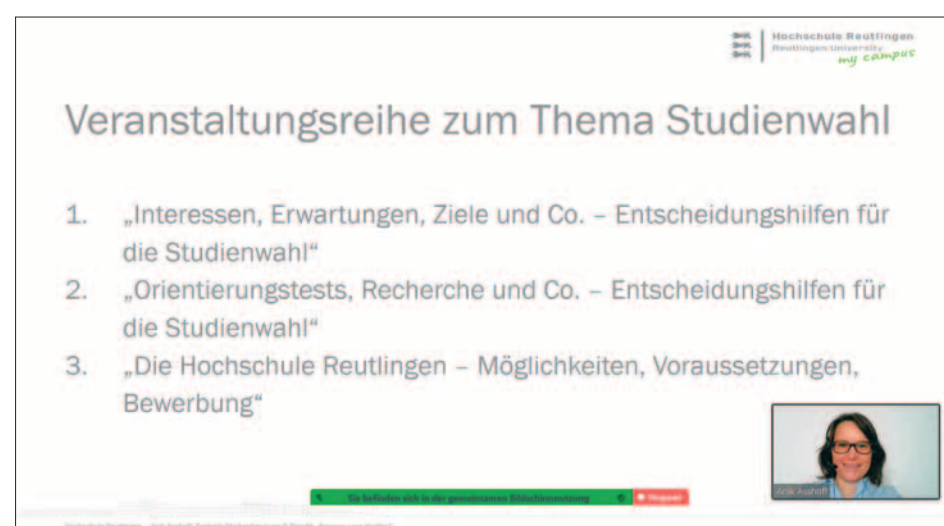 Hochschule Reutlingen
Reutlingen University
my campus
Veranstaltungsreihe zum Thema Studienwahl
1. „Interessen, Erwartungen, Ziele und Co. – Entscheidungshilfen für
die Studienwahl“
2. „Orientierungstests, Recherche und Co. – Entscheidungshilfen für
die Studienwahl“
3. „Die Hochschule Reutlingen – Möglichkeiten, Voraussetzungen,
Bewerbung“
Sie befinden sich in der gemeinsamen Bildschirmnutzung
Hochschule Reutlingen